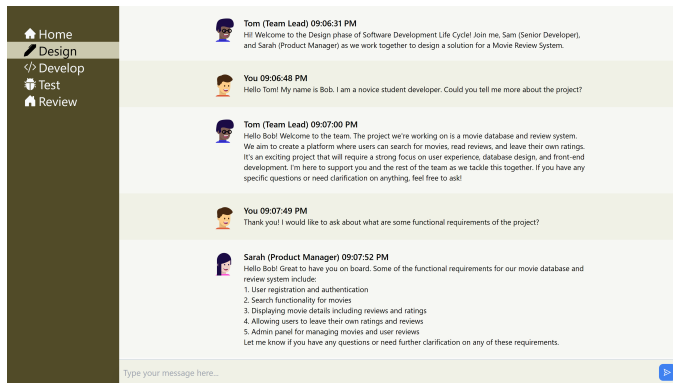 Home
Design
Develop
Test
Review
Tom (Team Lead) 09:06:31 PM
Hi! Welcome to the Design phase of Software Development Life Cycle! Join me, Sam (Senior Developer),
and Sarah (Product Manager) as we work together to design a solution for a Movie Review System.
You 09:06:48 PM
Hello Tom! My name is Bob. I am a novice student developer. Could you tell me more about the project?
Tom (Team Lead) 09:07:00 PM
Hello Bob! Welcome to the team. The project we're working on is a movie database and review system.
We aim to create a platform where users can search for movies, read reviews, and leave their own ratings.
It's an exciting project that will require a strong focus on user experience, database design, and front-end
development. I'm here to support you and the rest of the team as we tackle this together. If you have any
specific questions or need clarification on anything, feel free to ask!
You 09:07:49 PM
Thank you! I would like to ask about what are some functional requirements of the project?
Sarah (Product Manager) 09:07:52 PM
Hello Bob! Great to have you on board. Some of the functional requirements for our movie database and
review system include:
1. User registration and authentication
2. Search functionality for movies
3. Displaying movie details including reviews and ratings
4. Allowing users to leave their own ratings and reviews
5. Admin panel for managing movies and user reviews
Let me know if you have any questions or need further clarification on any of these requirements.
Type your message here...